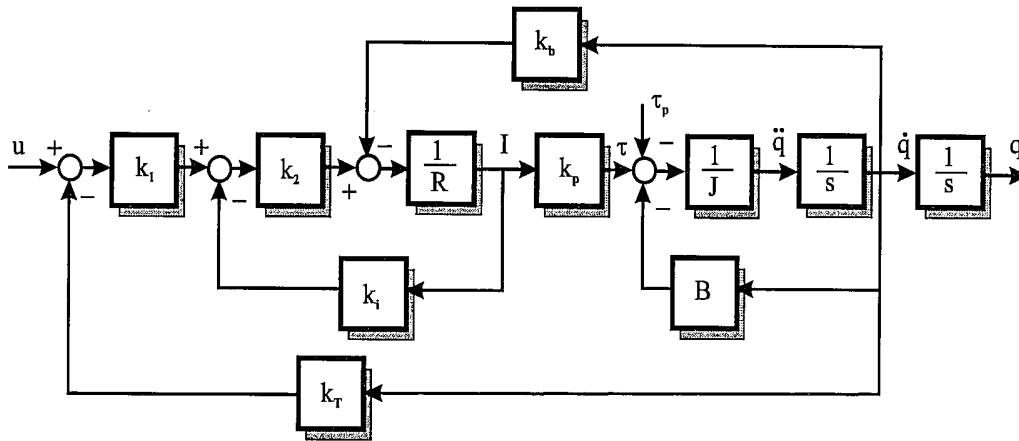 k_b
τ_p
u + k_1 + k_2 − + 1/R I k_p τ − 1/J q̈ 1/s q̇ 1/s q
− − −
k_i B
k_T